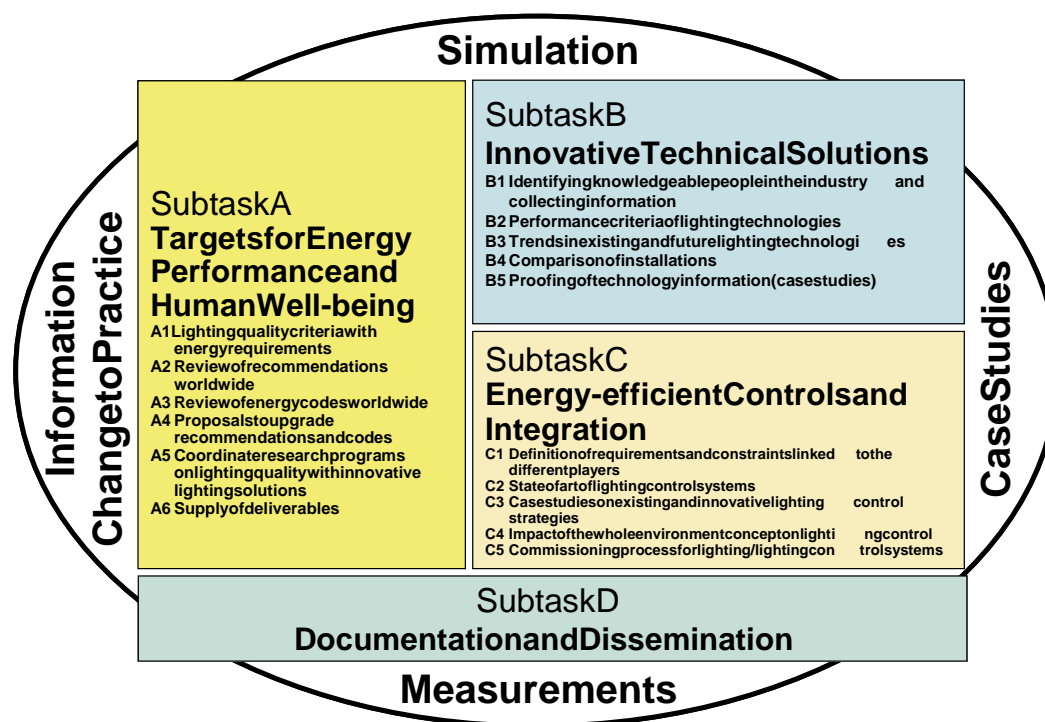 Simulation
SubtaskA
TargetsforEnergy
Performanceand
HumanWell-being
A1Lightingqualitycriteriawith
energyrequirements
A2 Reviewofrecommendations
worldwide
A3 Reviewofenergycodesworldwide
A4 Proposalstoupgrade
recommendationsandcodes
A5 Coordinateresearchprograms
onlightingqualitywithinnovative
lightingsolutions
A6 Supplyofdeliverables
SubtaskB
InnovativeTechnicalSolutions
B1 Identifyingknowledgeablepeopleintheindustry and
collectinginformation
B2 Performancecriteriaoflightingtechnologies
B3 Trendsinexistingandfuturelightingtechnologi es
B4 Comparisonofinstallations
B5 Proofingoftechnologyinformation(casestudies)
SubtaskC
Energy-efficientControlsand
Integration
C1 Definitionofrequirementsandconstraintslinked tothe
differentplayers
C2 Stateofartoflightingcontrolsystems
C3 Casestudiesonexistingandinnovativelighting control
strategies
C4 Impactofthewholeenvironmentconceptonlighti ngcontrol
C5 Commissioningprocessforlighting/lightingcon trolsystems
SubtaskD
DocumentationandDissemination
Information
ChangetoPractice
CaseStudies
Measurements